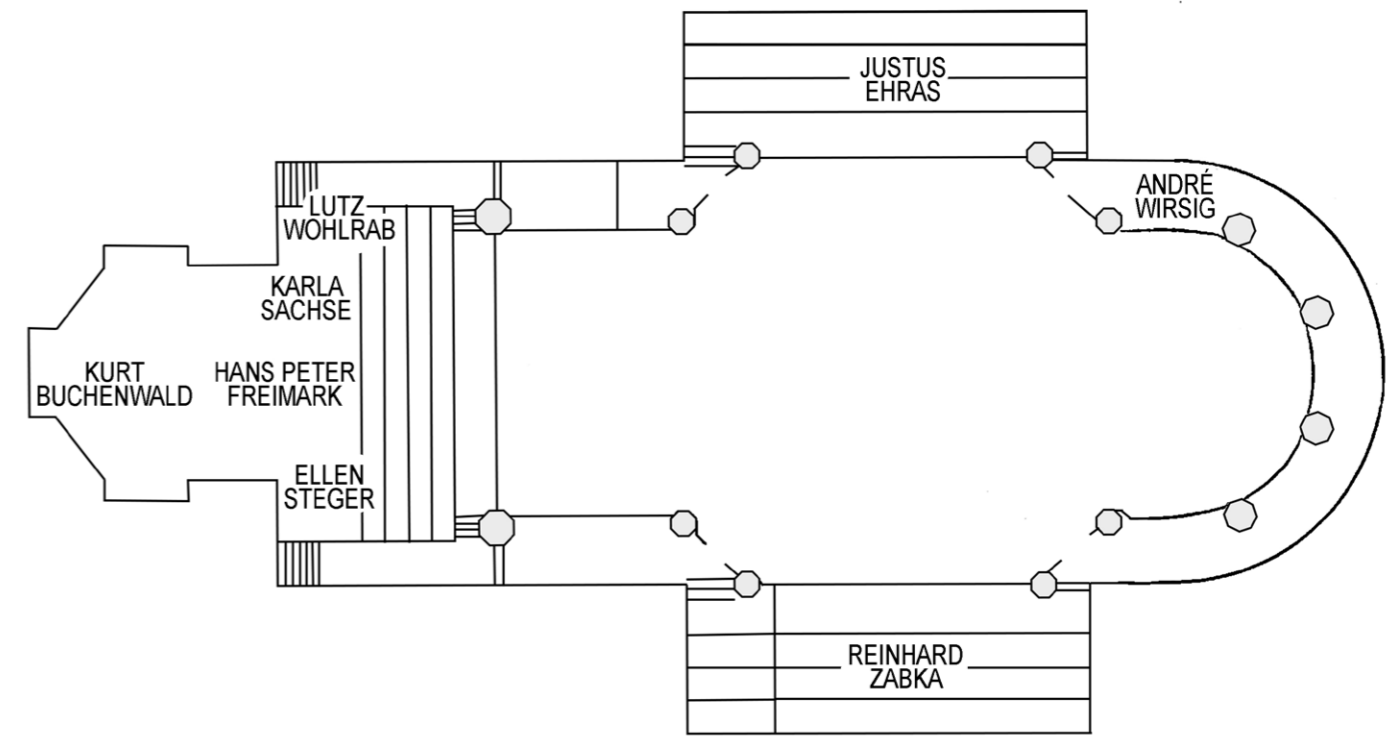 JUSTUS
EHRAS
ANDRÉ
WIRSIG
LUTZ
WOHLRAB
KARLA
SACHSE
KURT
BUCHENWALD
HANS PETER
FREIMARK
ELLEN
STEGER
REINHARD
ZABKA